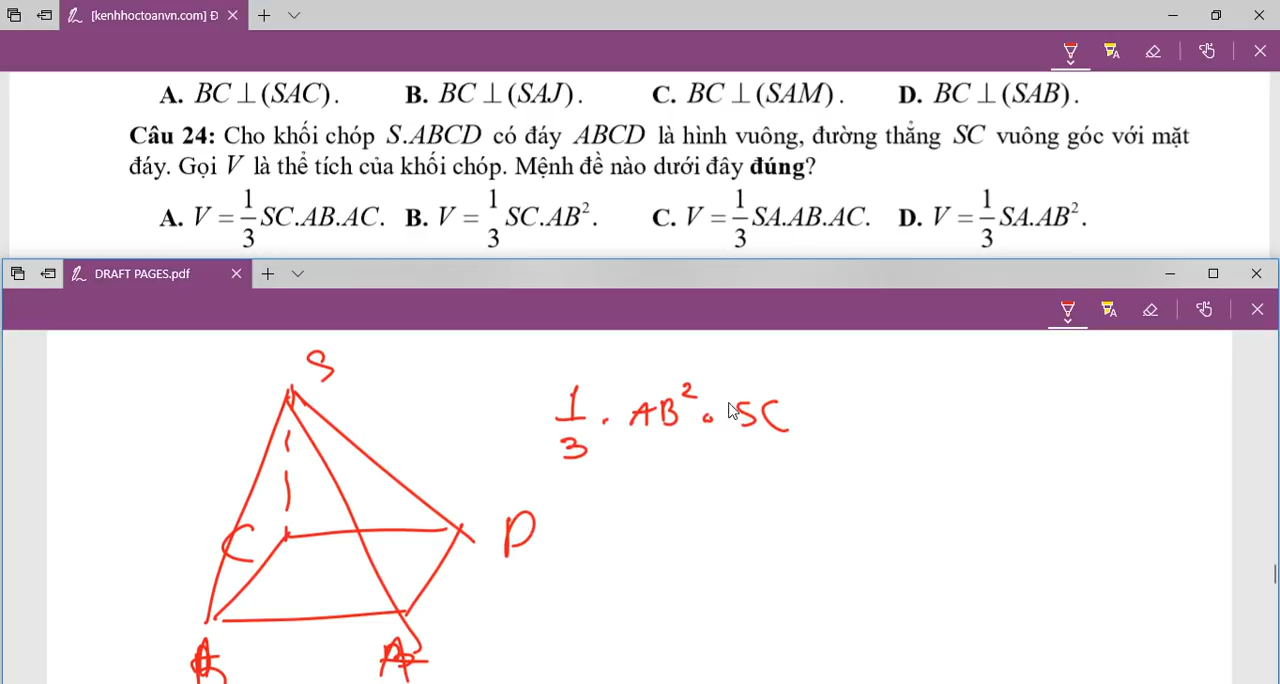 [kenhhoctoanvn.com] Đ
A. BC ⊥ (SAC). B. BC ⊥ (SAJ). C. BC ⊥ (SAM). D. BC ⊥ (SAB).
Câu 24: Cho khối chóp S.ABCD có đáy ABCD là hình vuông, đường thẳng SC vuông góc với mặt
đáy. Gọi V là thể tích của khối chóp. Mệnh đề nào dưới đây đúng?
A. V = 1/3 SC.AB.AC. B. V = 1/3 SC.AB². C. V = 1/3 SA.AB.AC. D. V = 1/3 SA.AB².
DRAFT PAGES.pdf
S
1/3 . AB² . SC
C D
A